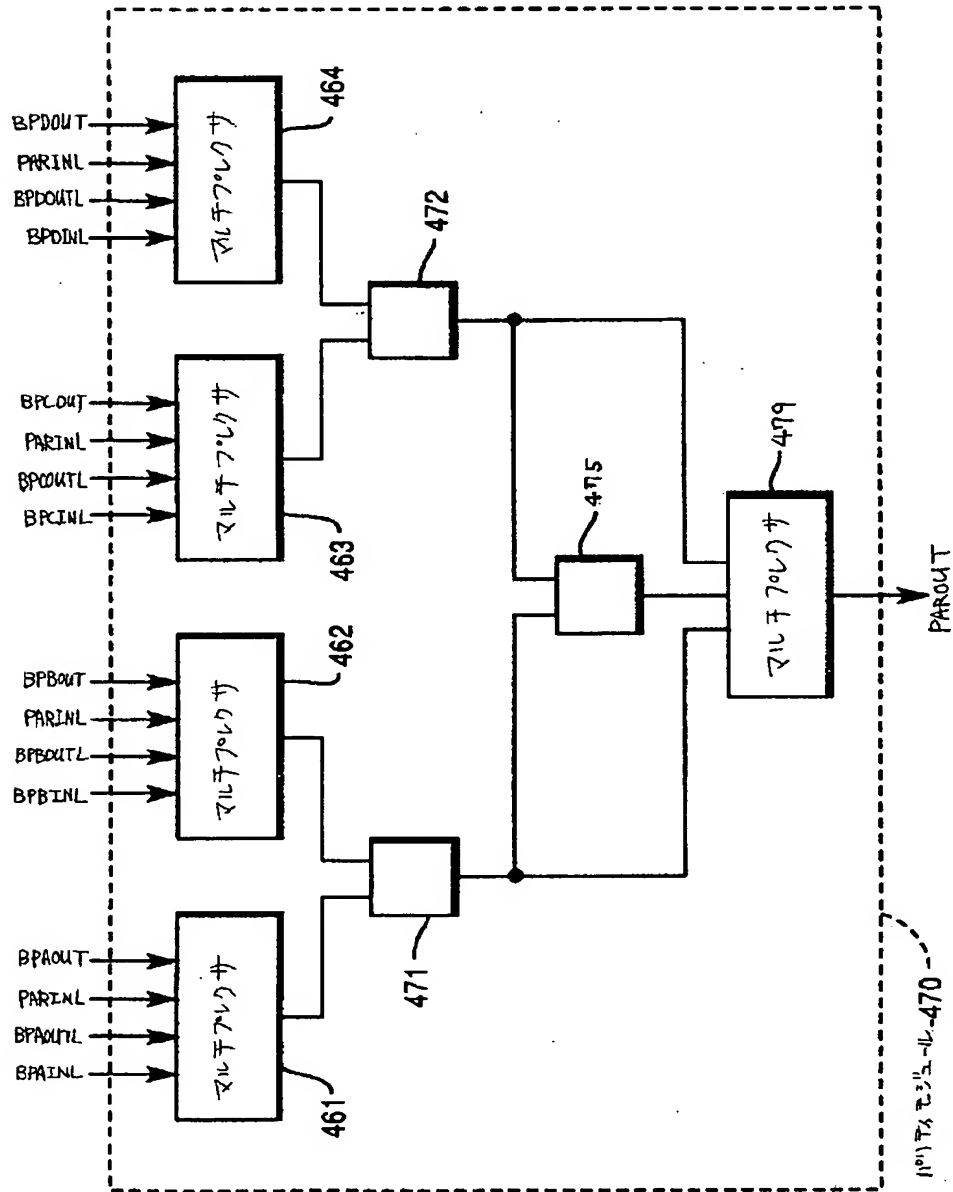 BPDOUT
PARINL
BPDOUTL
BPDINL
マルチプレクサ
464
BPCOUT
PARINL
BPCOUTL
BPCINL
マルチプレクサ
463
BPBOUT
PARINL
BPBOUTL
BPBINL
マルチプレクサ
462
BPAOUT
PARINL
BPAOUTL
BPAINL
マルチプレクサ
461
472
471
475
479
マルチプレクサ
PAROUT
パリティモジュール 470